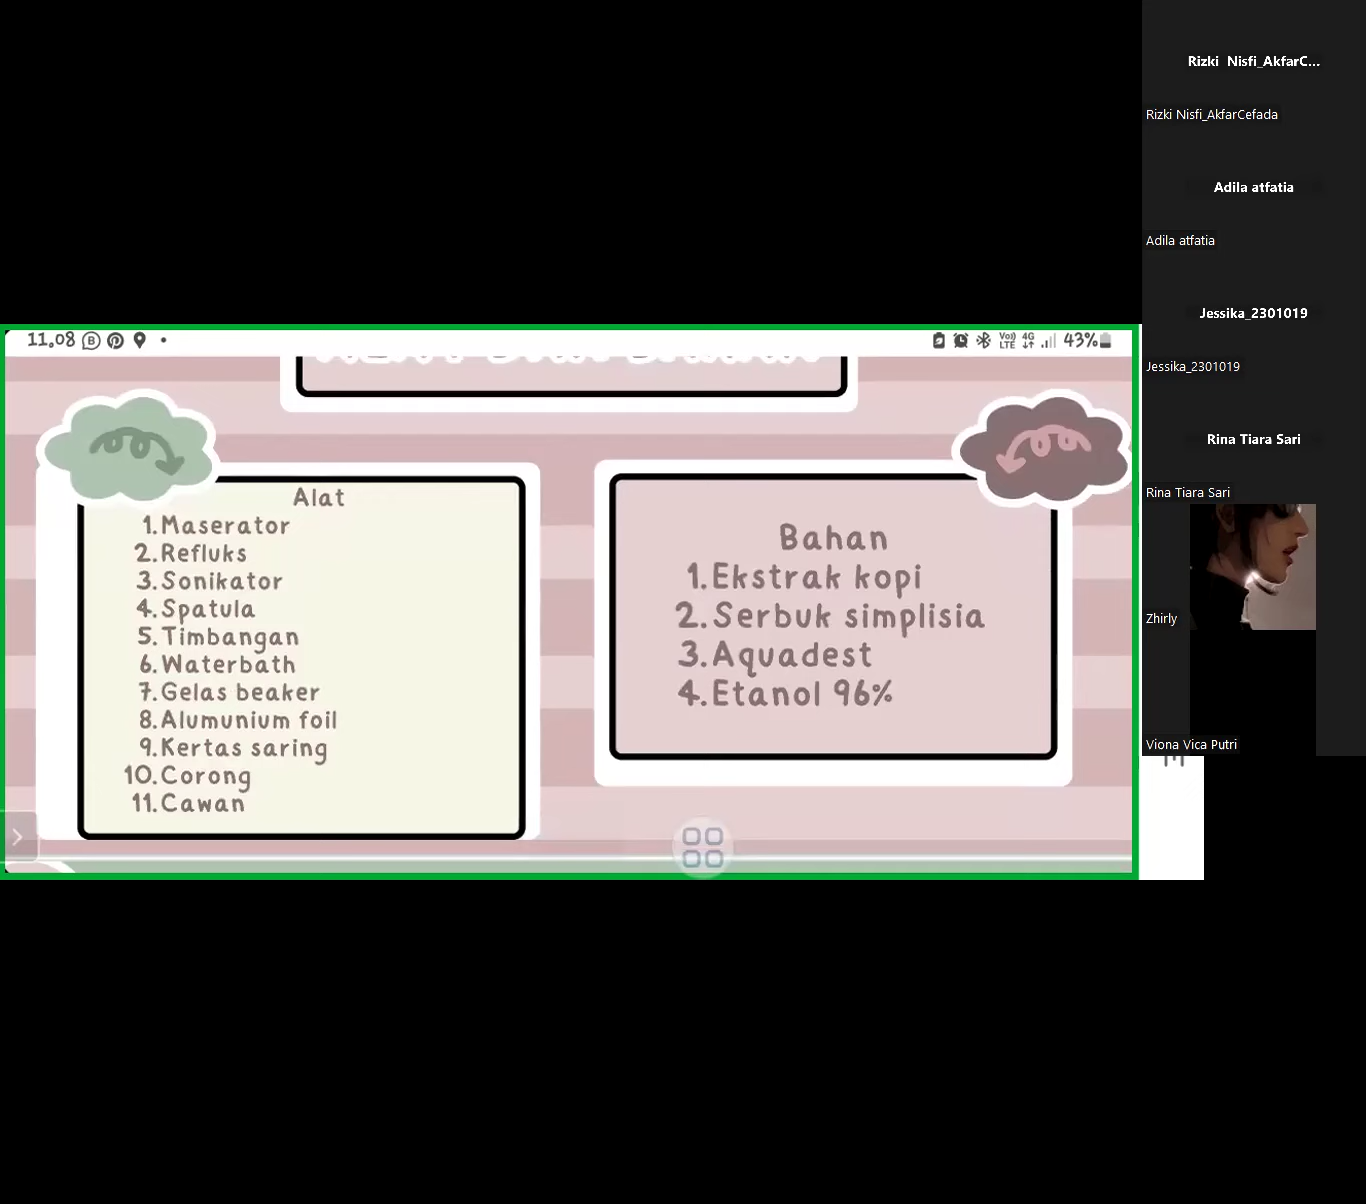 11.08
43%
Alat
1. Maserator
2. Refluks
3. Sonikator
4. Spatula
5. Timbangan
6. Waterbath
7. Gelas beaker
8. Alumunium foil
9. Kertas saring
10. Corong
11. Cawan
Bahan
1. Ekstrak kopi
2. Serbuk simplisia
3. Aquadest
4. Etanol 96%
Rizki Nisfi_AkfarC...
Rizki Nisfi_AkfarCefada
Adila atfatia
Adila atfatia
Jessika_2301019
Jessika_2301019
Rina Tiara Sari
Rina Tiara Sari
Zhirly
Viona Vica Putri